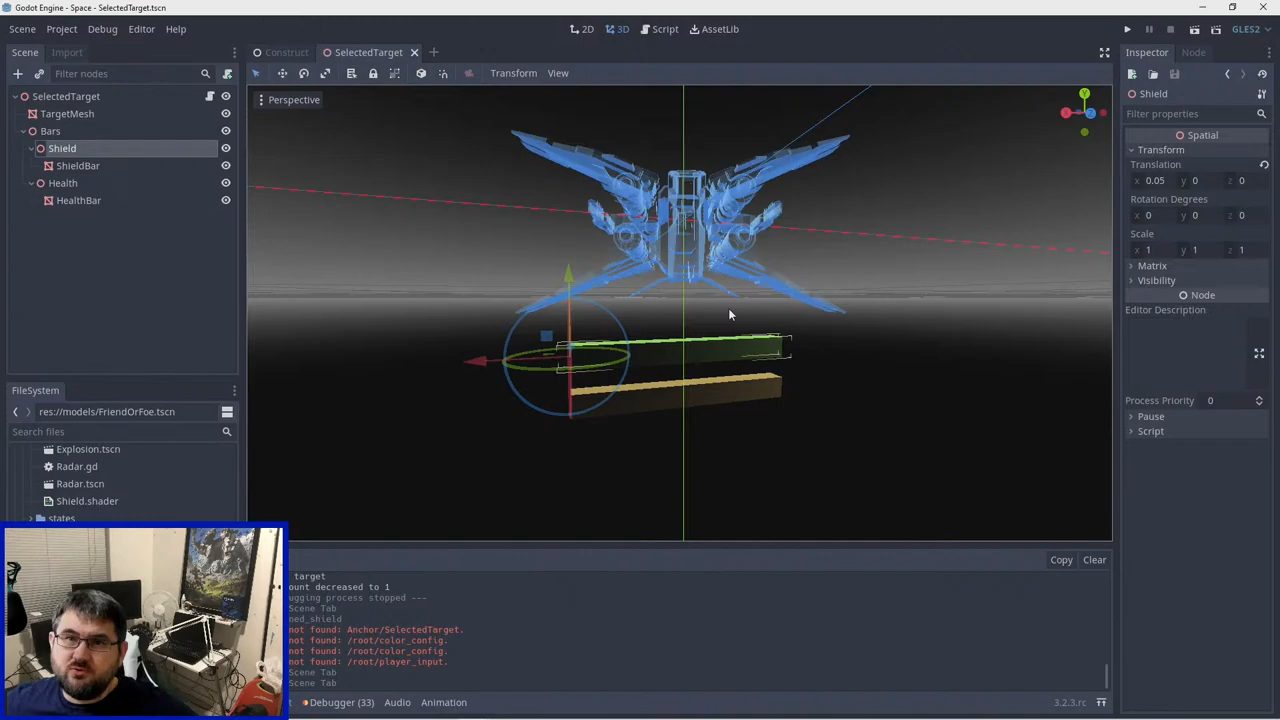 Godot Engine - Space - SelectedTarget.tscn
Scene Project Debug Editor Help
2D 3D Script AssetLib
GLES2
Scene Import
Filter nodes
SelectedTarget
TargetMesh
Bars
Shield
ShieldBar
Health
HealthBar
FileSystem
res://models/FriendOrFoe.tscn
Search files
Explosion.tscn
Radar.gd
Radar.tscn
Shield.shader
states
Construct SelectedTarget
Transform View
Perspective
Y
X
Z
Copy Clear
target
ount decreased to 1
ugging process stopped ---
Scene Tab
ned_shield
not found: Anchor/SelectedTarget.
not found: /root/color_config.
not found: /root/color_config.
not found: /root/player_input.
Scene Tab
Scene Tab
Debugger (33) Audio Animation
3.2.3.rc
Inspector Node
Shield
Filter properties
Spatial
Transform
Translation
x 0.05 y 0 z 0
Rotation Degrees
x 0 y 0 z 0
Scale
x 1 y 1 z 1
Matrix
Visibility
Node
Editor Description
Process Priority 0
Pause
Script